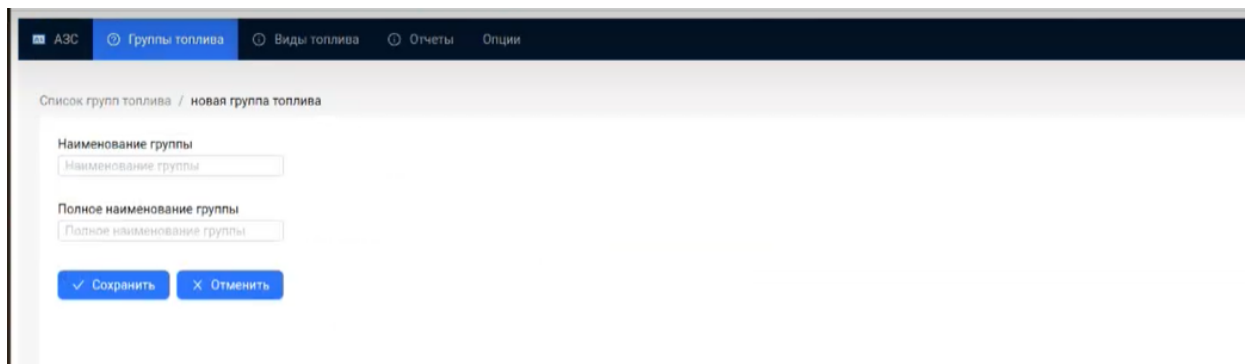 АЗС Группы топлива Виды топлива Отчеты Опции
Список групп топлива / новая группа топлива
Наименование группы
Наименование группы
Полное наименование группы
Полное наименование группы
Сохранить Отменить